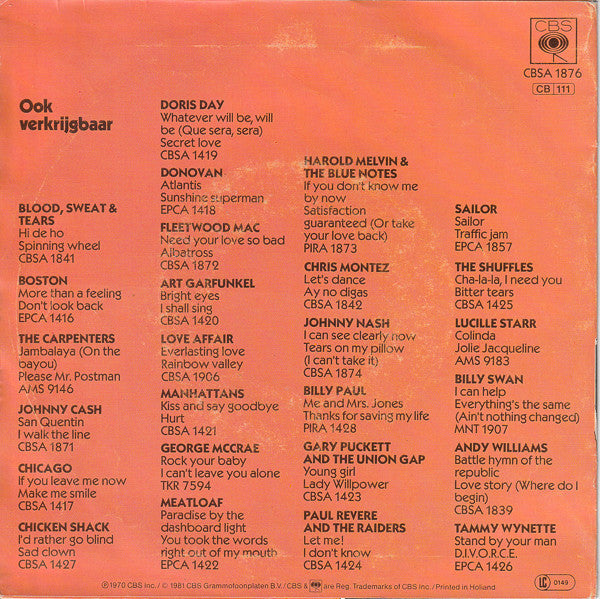 CBS
CBSA 1876
CB 111
Ook
verkrijgbaar
BLOOD, SWEAT &
TEARS
Hi de ho
Spinning wheel
CBSA 1841
BOSTON
More than a feeling
Don't look back
EPCA 1416
THE CARPENTERS
Jambalaya (On the
bayou)
Please Mr. Postman
AMS 9146
JOHNNY CASH
San Quentin
I walk the line
CBSA 1871
CHICAGO
If you leave me now
Make me smile
CBSA 1417
CHICKEN SHACK
I'd rather go blind
Sad clown
CBSA 1427
DORIS DAY
Whatever will be, will
be (Que sera, sera)
Secret love
CBSA 1419
DONOVAN
Atlantis
Sunshine superman
EPCA 1418
FLEETWOOD MAC
Need your love so bad
Albatross
CBSA 1872
ART GARFUNKEL
Bright eyes
I shall sing
CBSA 1420
LOVE AFFAIR
Everlasting love
Rainbow valley
CBSA 1906
MANHATTANS
Kiss and say goodbye
Hurt
CBSA 1421
GEORGE MCCRAE
Rock your baby
I can't leave you alone
TKR 7594
MEATLOAF
Paradise by the
dashboard light
You took the words
right out of my mouth
EPCA 1422
HAROLD MELVIN &
THE BLUE NOTES
If you don't know me
by now
Satisfaction
guaranteed (Or take
your love back)
PIRA 1873
CHRIS MONTEZ
Let's dance
Ay no digas
CBSA 1842
JOHNNY NASH
I can see clearly now
Tears on my pillow
(I can't take it)
CBSA 1874
BILLY PAUL
Me and Mrs. Jones
Thanks for saving my life
PIRA 1428
GARY PUCKETT
AND THE UNION GAP
Young girl
Lady Willpower
CBSA 1423
PAUL REVERE
AND THE RAIDERS
Let me!
I don't know
CBSA 1424
SAILOR
Sailor
Traffic jam
EPCA 1857
THE SHUFFLES
Cha-la-la, I need you
Bitter tears
CBSA 1425
LUCILLE STARR
Colinda
Jolie Jacqueline
AMS 9183
BILLY SWAN
I can help
Everything's the same
(Ain't nothing changed)
MNT 1907
ANDY WILLIAMS
Battle hymn of the
republic
Love story (Where do I
begin)
CBSA 1839
TAMMY WYNETTE
Stand by your man
D.I.V.O.R.C.E.
EPCA 1426
℗ 1970 CBS Inc./ © 1981 CBS Grammofoonplaten B.V./CBS & are Reg. Trademarks of CBS Inc./Printed in Holland
LC 0149